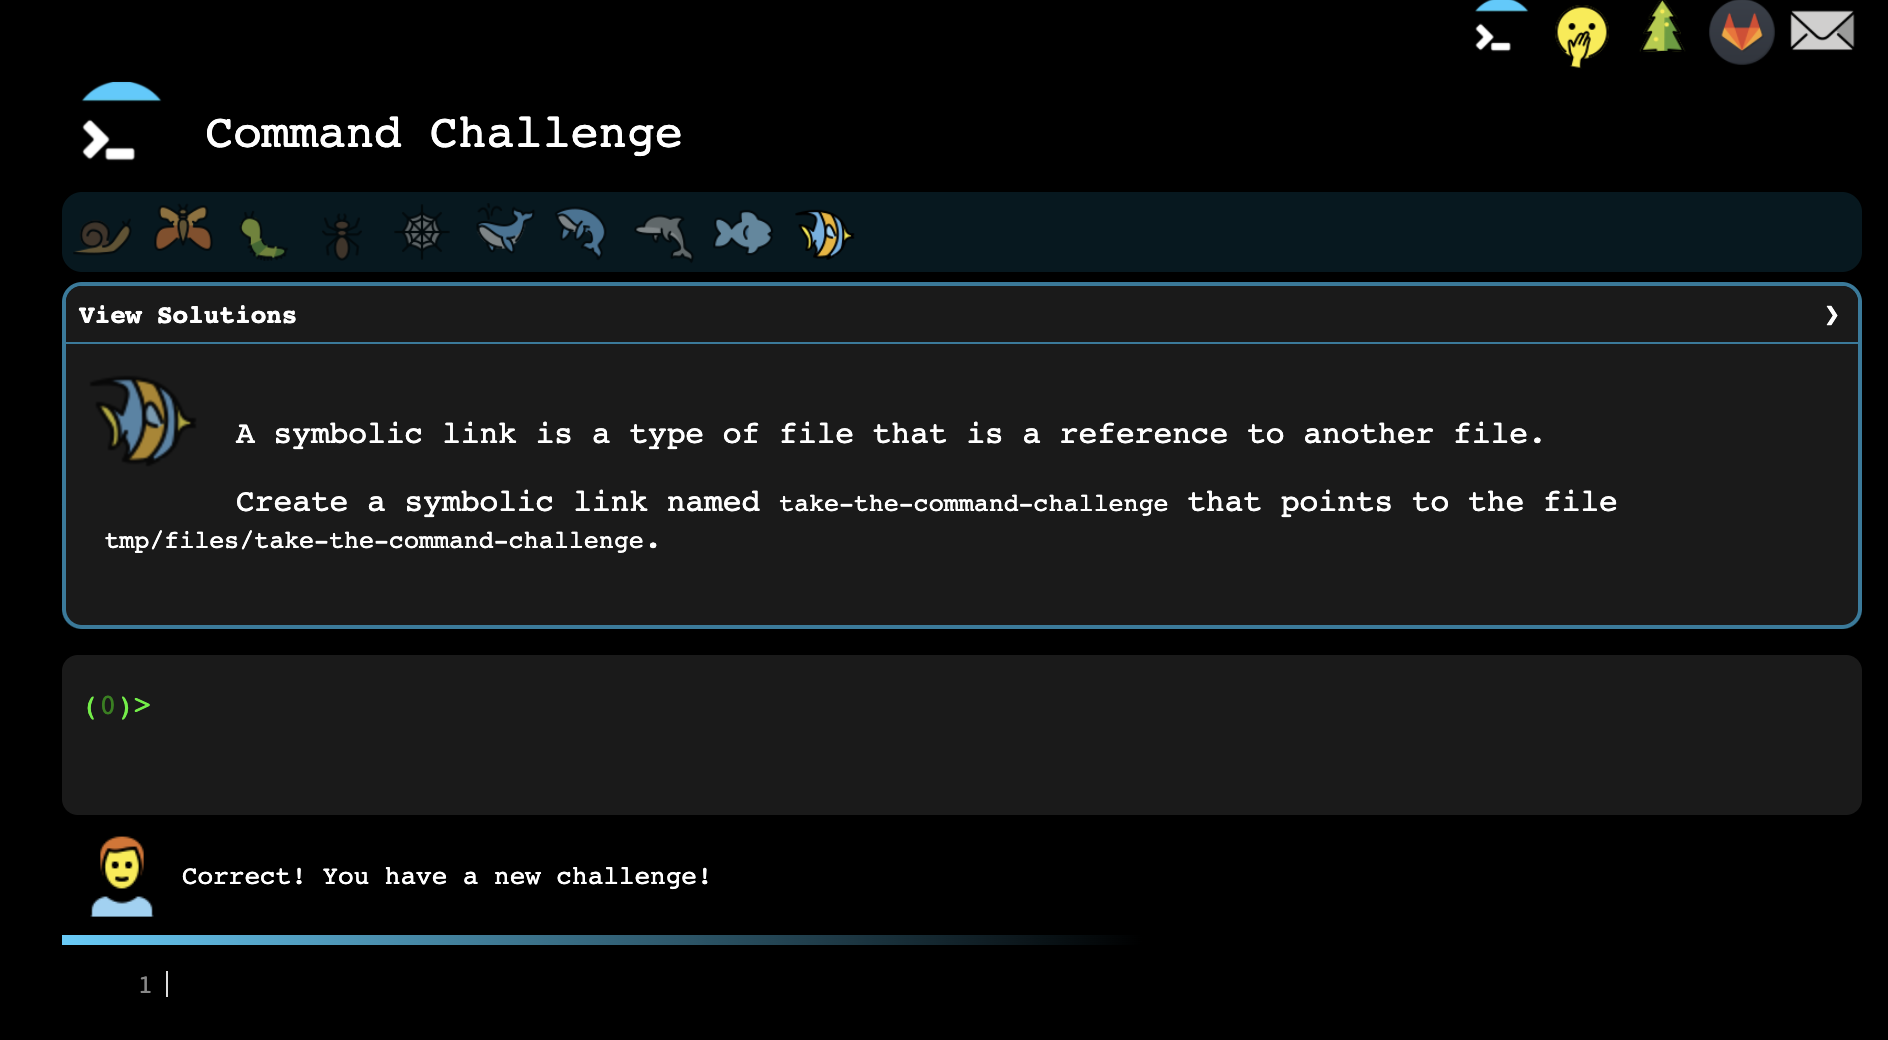 Command Challenge
View Solutions ❯
A symbolic link is a type of file that is a reference to another file.
Create a symbolic link named take-the-command-challenge that points to the file
tmp/files/take-the-command-challenge.
(0)>
Correct! You have a new challenge!
1